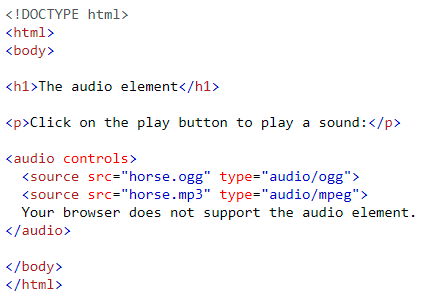 <!DOCTYPE html>
<html>
<body>
<h1>The audio element</h1>
<p>Click on the play button to play a sound:</p>
<audio controls>
  <source src="horse.ogg" type="audio/ogg">
  <source src="horse.mp3" type="audio/mpeg">
  Your browser does not support the audio element.
</audio>
</body>
</html>